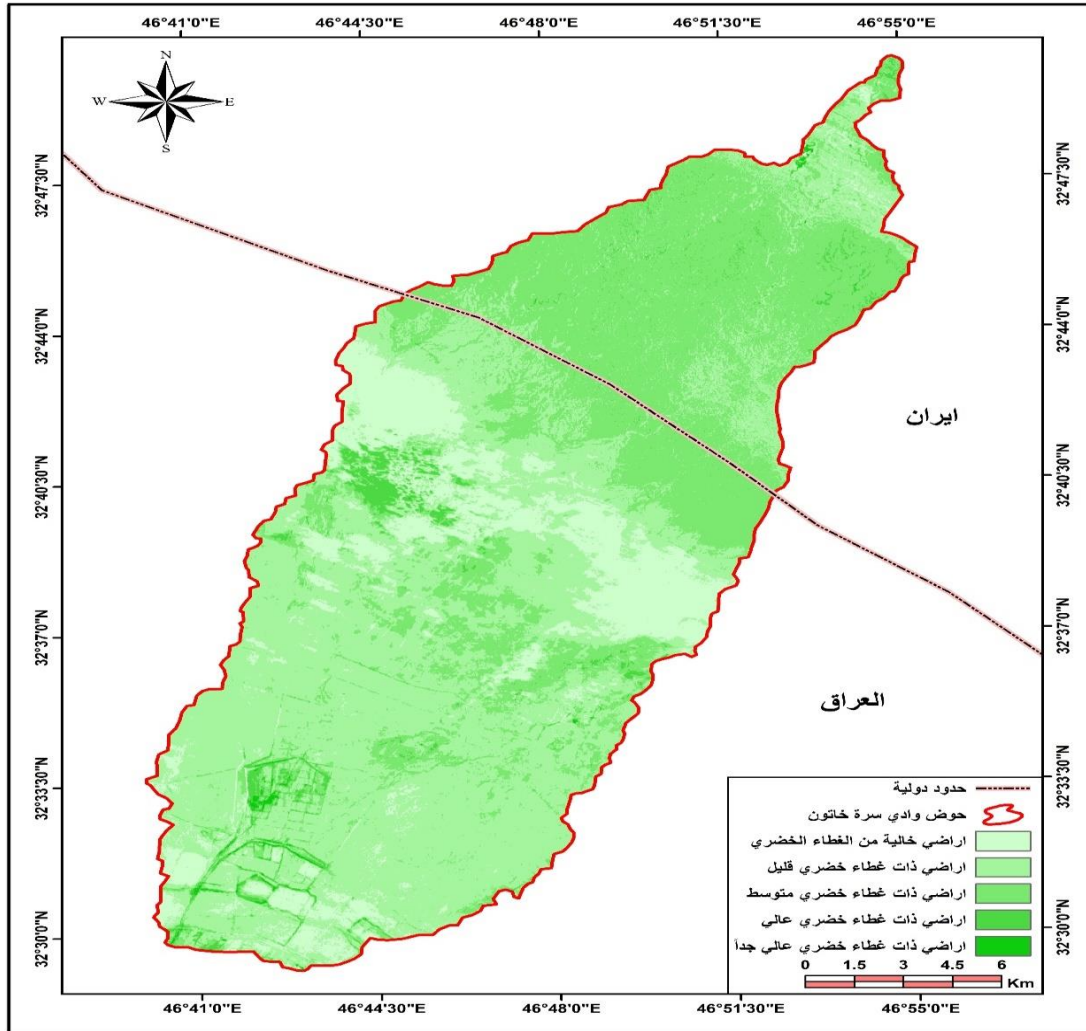 46°41'0"E 46°44'30"E 46°48'0"E 46°51'30"E 46°55'0"E
N
W E
S
32°47'30"N 32°47'30"N
32°44'0"N 32°44'0"N
ايران
32°40'30"N 32°40'30"N
32°37'0"N 32°37'0"N
العراق
32°33'30"N 32°33'30"N
حدود دولية
حوض وادي سرة خاتون
اراضي خالية من الغطاء الخضري
اراضي ذات غطاء خضري قليل
اراضي ذات غطاء خضري متوسط
اراضي ذات غطاء خضري عالي
32°30'0"N 32°30'0"N
اراضي ذات غطاء خضري عالي جداً
0 1.5 3 4.5 6
Km
46°41'0"E 46°44'30"E 46°48'0"E 46°51'30"E 46°55'0"E